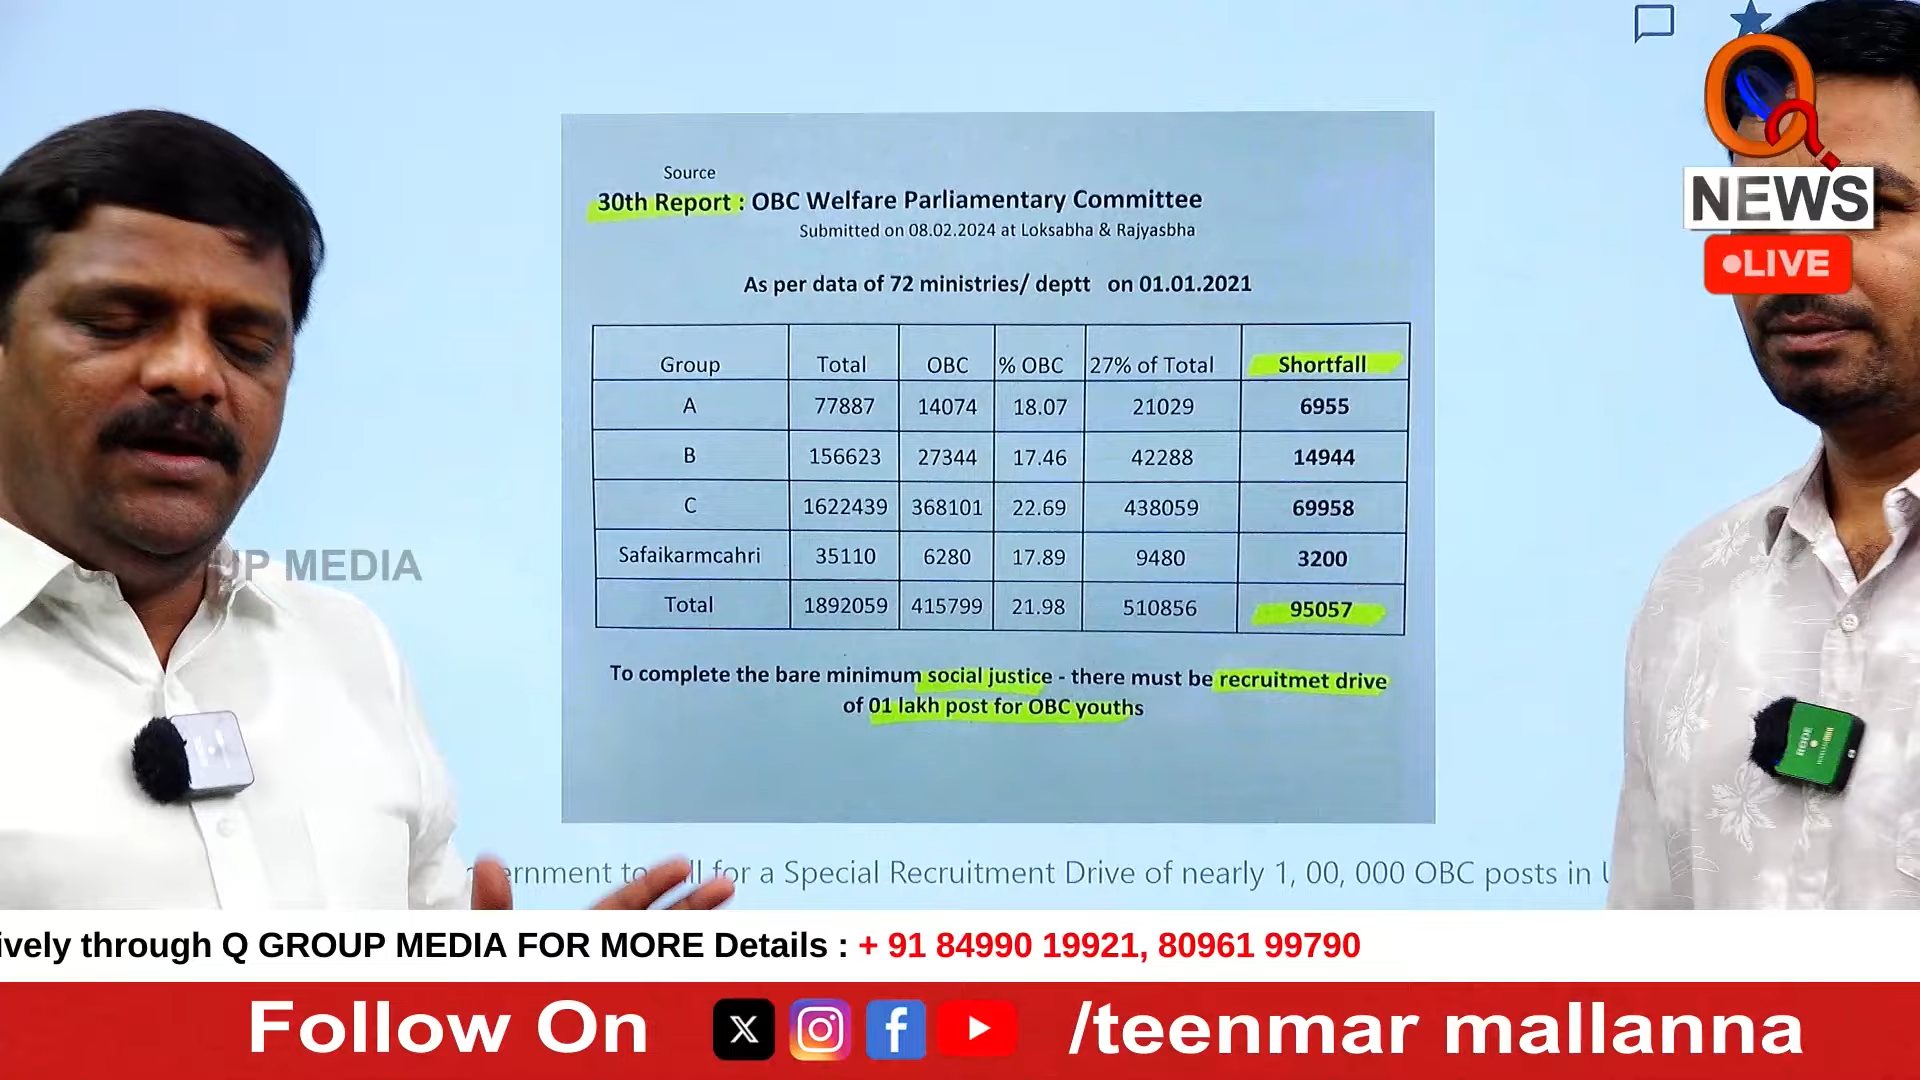 NEWS
LIVE
Source
30th Report : OBC Welfare Parliamentary Committee
Submitted on 08.02.2024 at Loksabha & Rajyasbha
As per data of 72 ministries/ deptt on 01.01.2021
Group Total OBC % OBC 27% of Total Shortfall
A 77887 14074 18.07 21029 6955
B 156623 27344 17.46 42288 14944
C 1622439 368101 22.69 438059 69958
Safaikarmcahri 35110 6280 17.89 9480 3200
Total 1892059 415799 21.98 510856 95057
To complete the bare minimum social justice - there must be recruitmet drive
of 01 lakh post for OBC youths
UP MEDIA
RODE
for a Special Recruitment Drive of nearly 1, 00, 000 OBC posts in
ively through Q GROUP MEDIA FOR MORE Details : + 91 84990 19921, 80961 99790
Follow On /teenmar mallanna